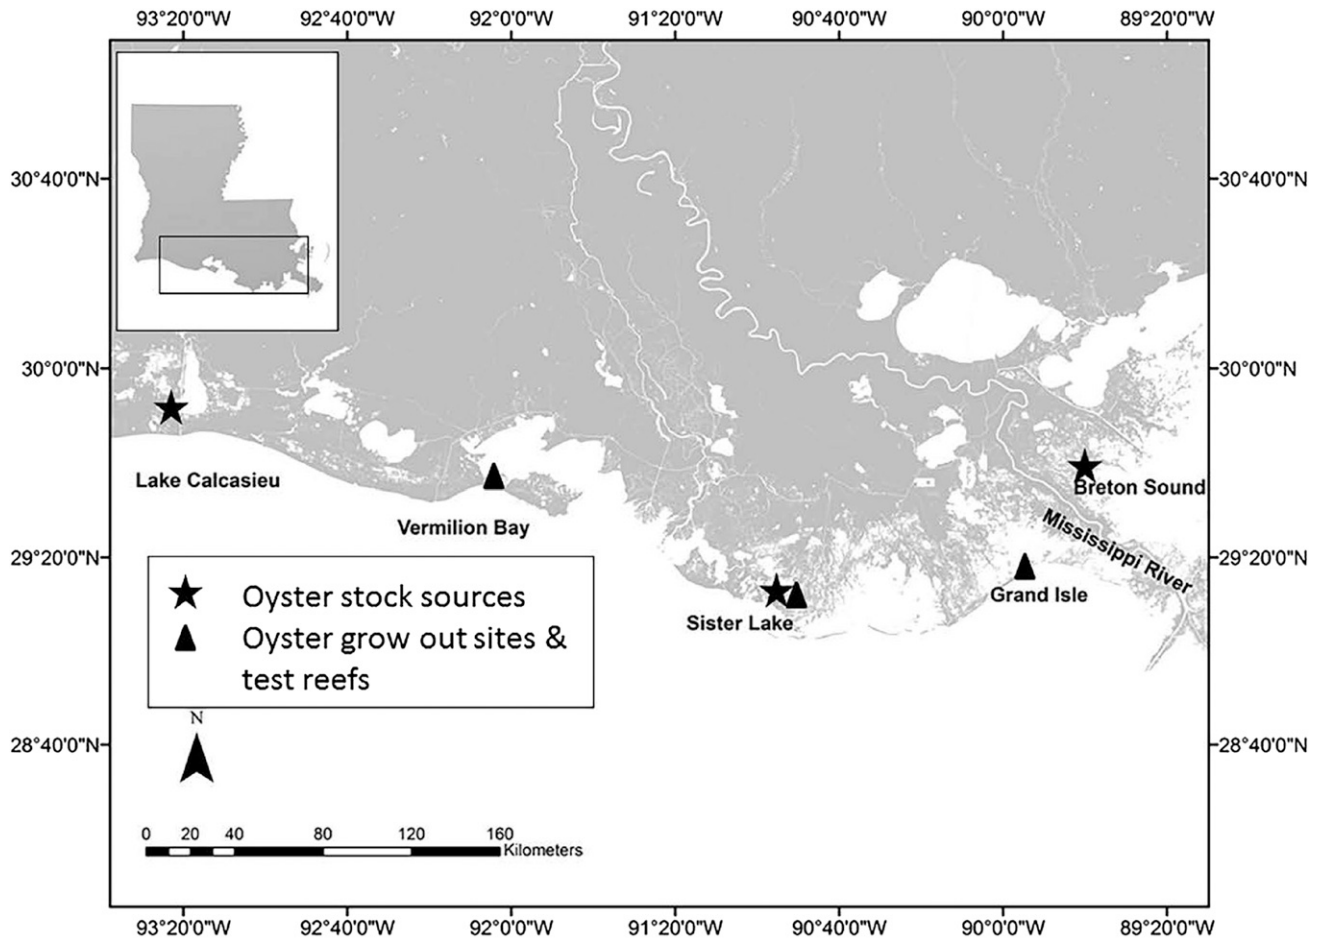 93°20'0"W 92°40'0"W 92°0'0"W 91°20'0"W 90°40'0"W 90°0'0"W 89°20'0"W
30°40'0"N 30°40'0"N
30°0'0"N 30°0'0"N
Lake Calcasieu
Breton Sound
Vermilion Bay
Mississippi River
29°20'0"N 29°20'0"N
Grand Isle
Sister Lake
Oyster stock sources
Oyster grow out sites &
test reefs
N
28°40'0"N 28°40'0"N
0 20 40 80 120 160
Kilometers
93°20'0"W 92°40'0"W 92°0'0"W 91°20'0"W 90°40'0"W 90°0'0"W 89°20'0"W